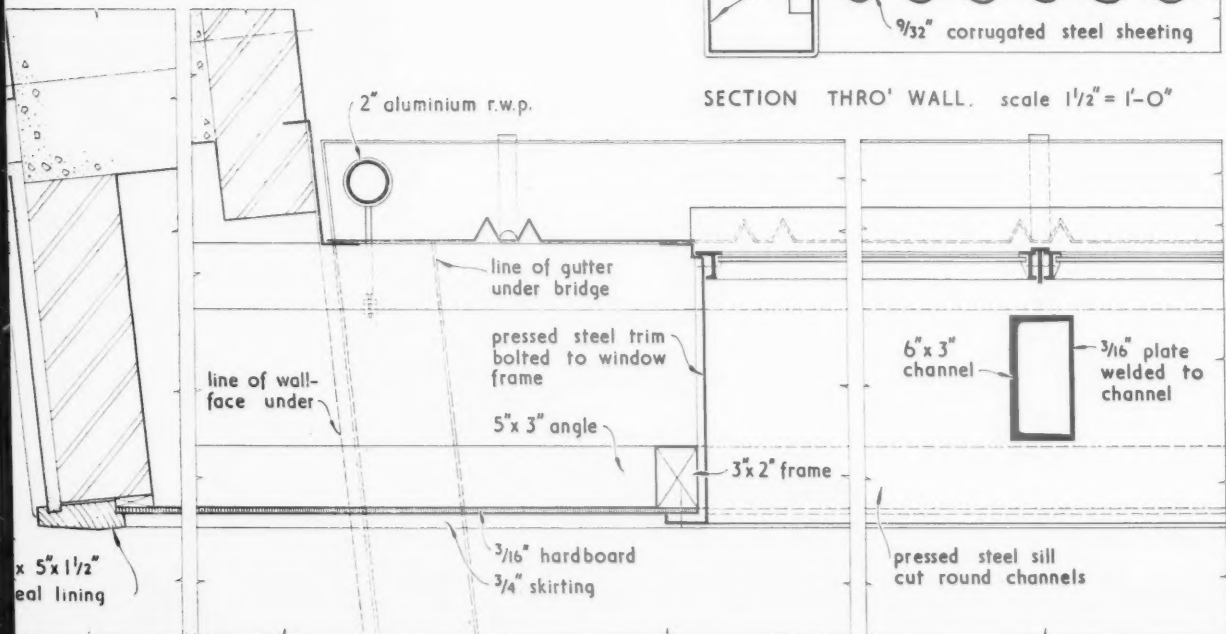 9/32" corrugated steel sheeting
SECTION THRO' WALL. scale 1 1/2" = 1'-0"
2" aluminium r.w.p.
line of gutter
under bridge
pressed steel trim
bolted to window
frame
6" x 3"
channel
3/16" plate
welded to
channel
line of wall-
face under
5" x 3" angle
3" x 2" frame
3/16" hardboard
3/4" skirting
pressed steel sill
cut round channels
x 5" x 1 1/2"
eal lining